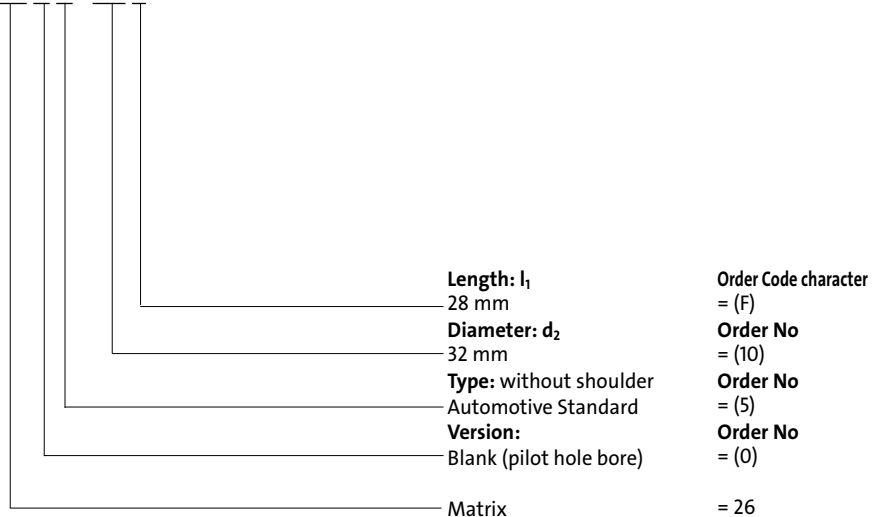 Length: l₁ Order Code character
28 mm = (F)
Diameter: d₂ Order No
32 mm = (10)
Type: without shoulder Order No
Automotive Standard = (5)
Version: Order No
Blank (pilot hole bore) = (0)
Matrix = 26